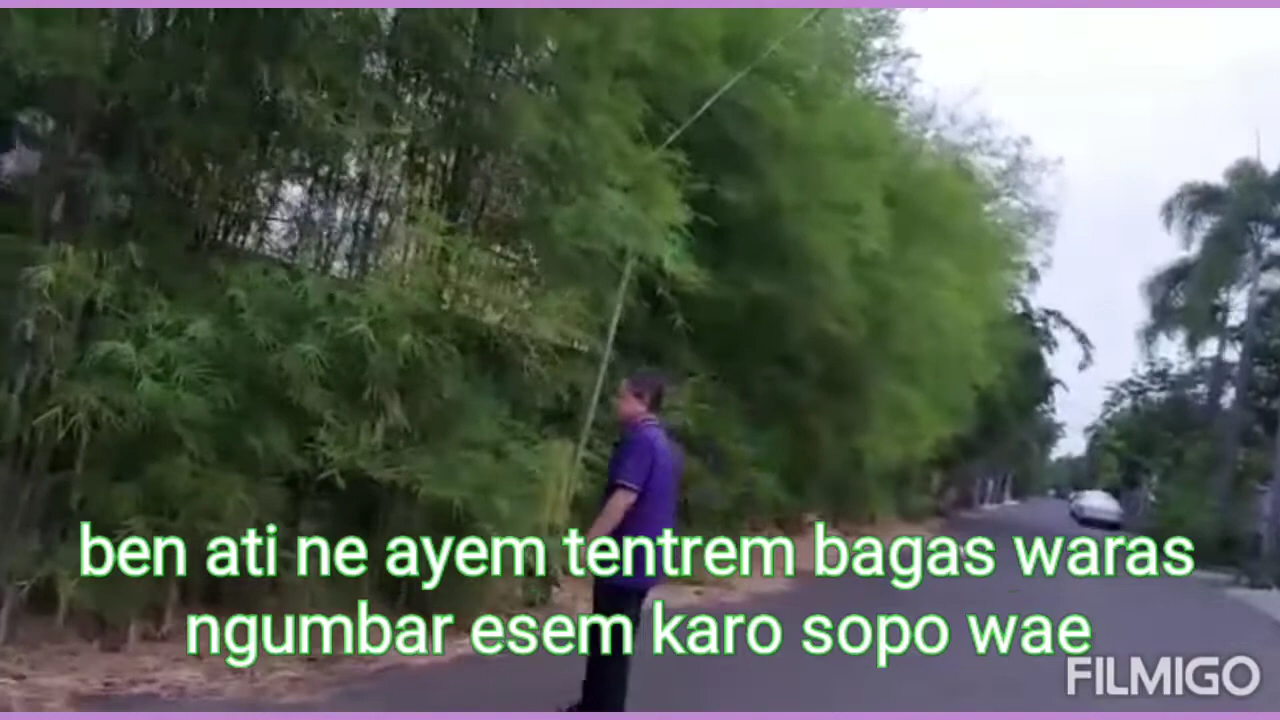 ben ati ne ayem tentrem bagas waras
ngumbar esem karo sopo wae
FILMIGO